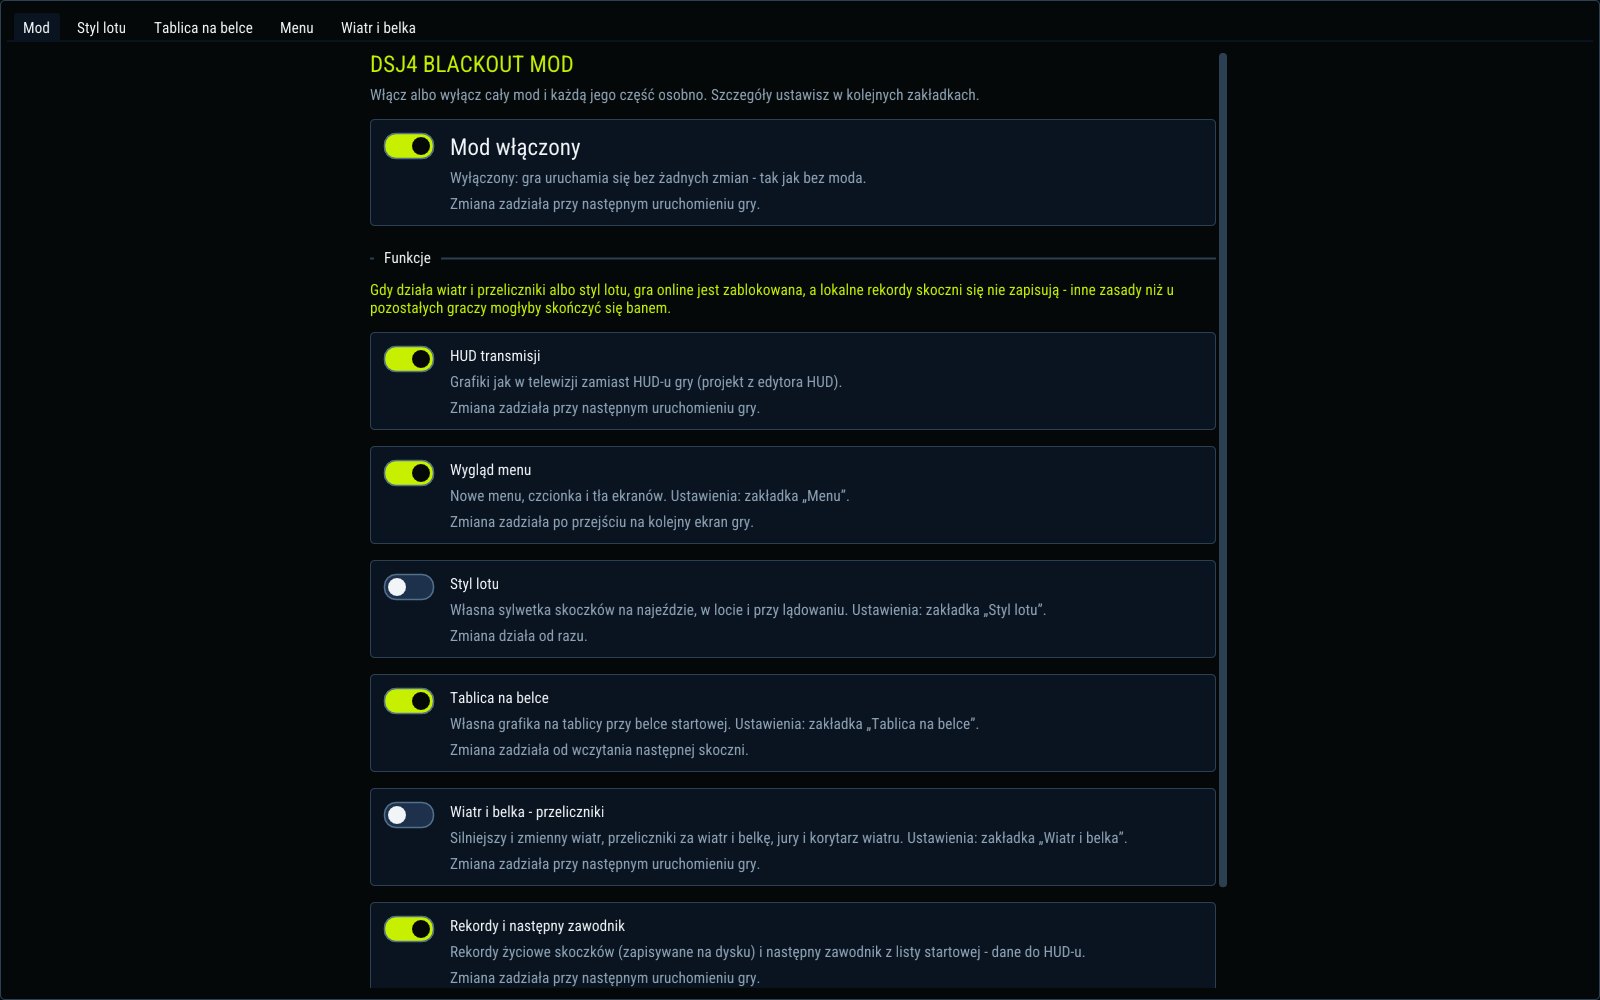 Mod
Styl lotu
Tablica na belce
Menu
Wiatr i belka
DSJ4 BLACKOUT MOD
Włącz albo wyłącz cały mod i każdą jego część osobno. Szczegóły ustawisz w kolejnych zakładkach.
Mod włączony
Wyłączony: gra uruchamia się bez żadnych zmian - tak jak bez moda.
Zmiana zadziała przy następnym uruchomieniu gry.
Funkcje
Gdy działa wiatr i przeliczniki albo styl lotu, gra online jest zablokowana, a lokalne rekordy skoczni się nie zapisują - inne zasady niż u
pozostałych graczy mogłyby skończyć się banem.
HUD transmisji
Grafiki jak w telewizji zamiast HUD-u gry (projekt z edytora HUD).
Zmiana zadziała przy następnym uruchomieniu gry.
Wygląd menu
Nowe menu, czcionka i tła ekranów. Ustawienia: zakładka „Menu”.
Zmiana zadziała po przejściu na kolejny ekran gry.
Styl lotu
Własna sylwetka skoczków na najeździe, w locie i przy lądowaniu. Ustawienia: zakładka „Styl lotu”.
Zmiana działa od razu.
Tablica na belce
Własna grafika na tablicy przy belce startowej. Ustawienia: zakładka „Tablica na belce”.
Zmiana zadziała od wczytania następnej skoczni.
Wiatr i belka - przeliczniki
Silniejszy i zmienny wiatr, przeliczniki za wiatr i belkę, jury i korytarz wiatru. Ustawienia: zakładka „Wiatr i belka”.
Zmiana zadziała przy następnym uruchomieniu gry.
Rekordy i następny zawodnik
Rekordy życiowe skoczków (zapisywane na dysku) i następny zawodnik z listy startowej - dane do HUD-u.
Zmiana zadziała przy następnym uruchomieniu gry.